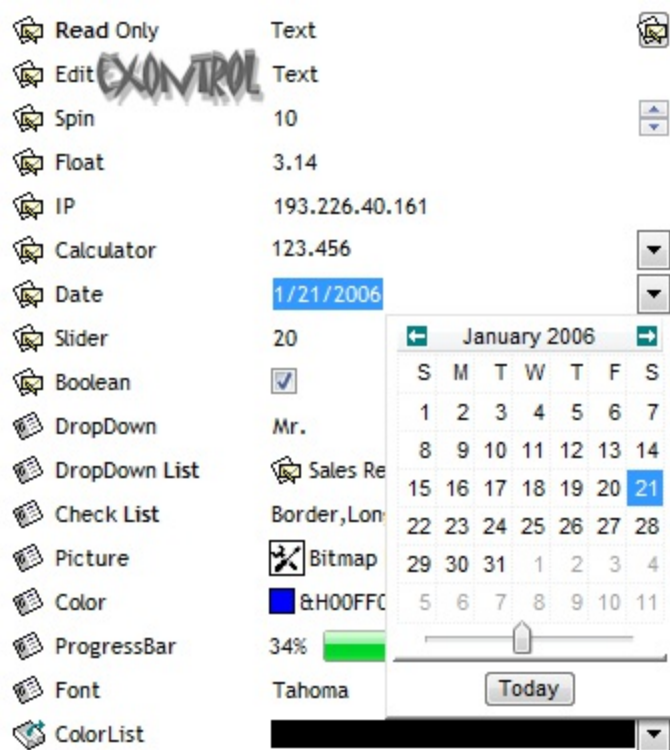 Read Only Text
Edit EXONTROL Text
Spin 10
Float 3.14
IP 193.226.40.161
Calculator 123.456
Date 1/21/2006
January 2006
Slider 20
S M T W T F S
Boolean
1 2 3 4 5 6 7
DropDown Mr.
8 9 10 11 12 13 14
DropDown List Sales Re
15 16 17 18 19 20 21
Check List Border,Lon
22 23 24 25 26 27 28
Picture Bitmap
29 30 31 1 2 3 4
Color &H00FF0
5 6 7 8 9 10 11
ProgressBar 34%
Font Tahoma
Today
ColorList